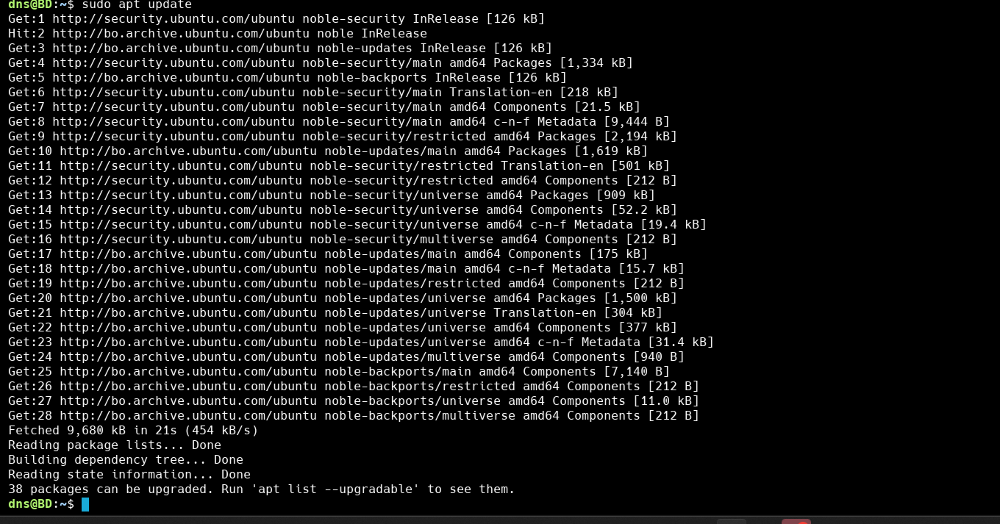 dns@BD:~$ sudo apt update
Get:1 http://security.ubuntu.com/ubuntu noble-security InRelease [126 kB]
Hit:2 http://bo.archive.ubuntu.com/ubuntu noble InRelease
Get:3 http://bo.archive.ubuntu.com/ubuntu noble-updates InRelease [126 kB]
Get:4 http://security.ubuntu.com/ubuntu noble-security/main amd64 Packages [1,334 kB]
Get:5 http://bo.archive.ubuntu.com/ubuntu noble-backports InRelease [126 kB]
Get:6 http://security.ubuntu.com/ubuntu noble-security/main Translation-en [218 kB]
Get:7 http://security.ubuntu.com/ubuntu noble-security/main amd64 Components [21.5 kB]
Get:8 http://security.ubuntu.com/ubuntu noble-security/main amd64 c-n-f Metadata [9,444 B]
Get:9 http://security.ubuntu.com/ubuntu noble-security/restricted amd64 Packages [2,194 kB]
Get:10 http://bo.archive.ubuntu.com/ubuntu noble-updates/main amd64 Packages [1,619 kB]
Get:11 http://security.ubuntu.com/ubuntu noble-security/restricted Translation-en [501 kB]
Get:12 http://security.ubuntu.com/ubuntu noble-security/restricted amd64 Components [212 B]
Get:13 http://security.ubuntu.com/ubuntu noble-security/universe amd64 Packages [909 kB]
Get:14 http://security.ubuntu.com/ubuntu noble-security/universe amd64 Components [52.2 kB]
Get:15 http://security.ubuntu.com/ubuntu noble-security/universe amd64 c-n-f Metadata [19.4 kB]
Get:16 http://security.ubuntu.com/ubuntu noble-security/multiverse amd64 Components [212 B]
Get:17 http://bo.archive.ubuntu.com/ubuntu noble-updates/main amd64 Components [175 kB]
Get:18 http://bo.archive.ubuntu.com/ubuntu noble-updates/main amd64 c-n-f Metadata [15.7 kB]
Get:19 http://bo.archive.ubuntu.com/ubuntu noble-updates/restricted amd64 Components [212 B]
Get:20 http://bo.archive.ubuntu.com/ubuntu noble-updates/universe amd64 Packages [1,500 kB]
Get:21 http://bo.archive.ubuntu.com/ubuntu noble-updates/universe Translation-en [304 kB]
Get:22 http://bo.archive.ubuntu.com/ubuntu noble-updates/universe amd64 Components [377 kB]
Get:23 http://bo.archive.ubuntu.com/ubuntu noble-updates/universe amd64 c-n-f Metadata [31.4 kB]
Get:24 http://bo.archive.ubuntu.com/ubuntu noble-updates/multiverse amd64 Components [940 B]
Get:25 http://bo.archive.ubuntu.com/ubuntu noble-backports/main amd64 Components [7,140 B]
Get:26 http://bo.archive.ubuntu.com/ubuntu noble-backports/restricted amd64 Components [212 B]
Get:27 http://bo.archive.ubuntu.com/ubuntu noble-backports/universe amd64 Components [11.0 kB]
Get:28 http://bo.archive.ubuntu.com/ubuntu noble-backports/multiverse amd64 Components [212 B]
Fetched 9,680 kB in 21s (454 kB/s)
Reading package lists... Done
Building dependency tree... Done
Reading state information... Done
38 packages can be upgraded. Run 'apt list --upgradable' to see them.
dns@BD:~$